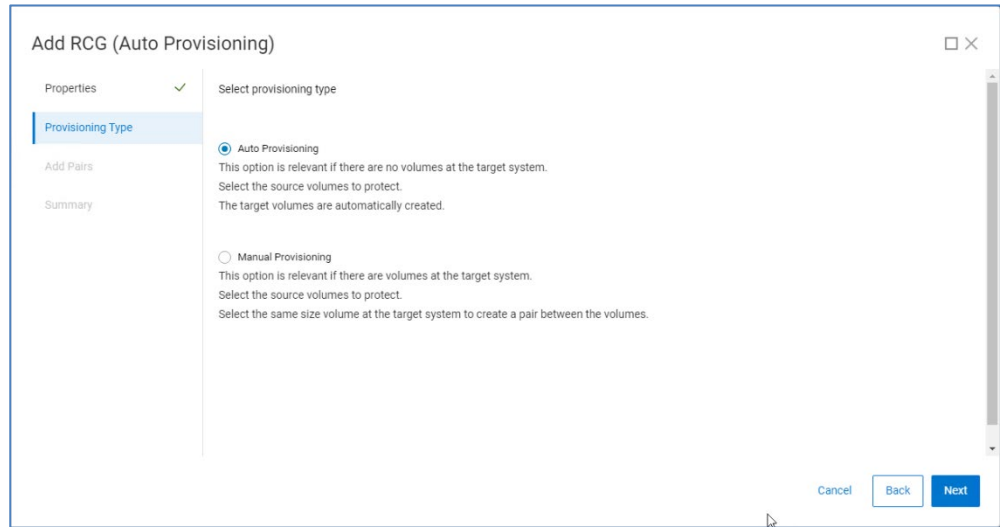 Add RCG (Auto Provisioning)
Properties
Provisioning Type
Add Pairs
Summary
Select provisioning type
Auto Provisioning
This option is relevant if there are no volumes at the target system.
Select the source volumes to protect.
The target volumes are automatically created.
Manual Provisioning
This option is relevant if there are volumes at the target system.
Select the source volumes to protect.
Select the same size volume at the target system to create a pair between the volumes.
Cancel
Back
Next